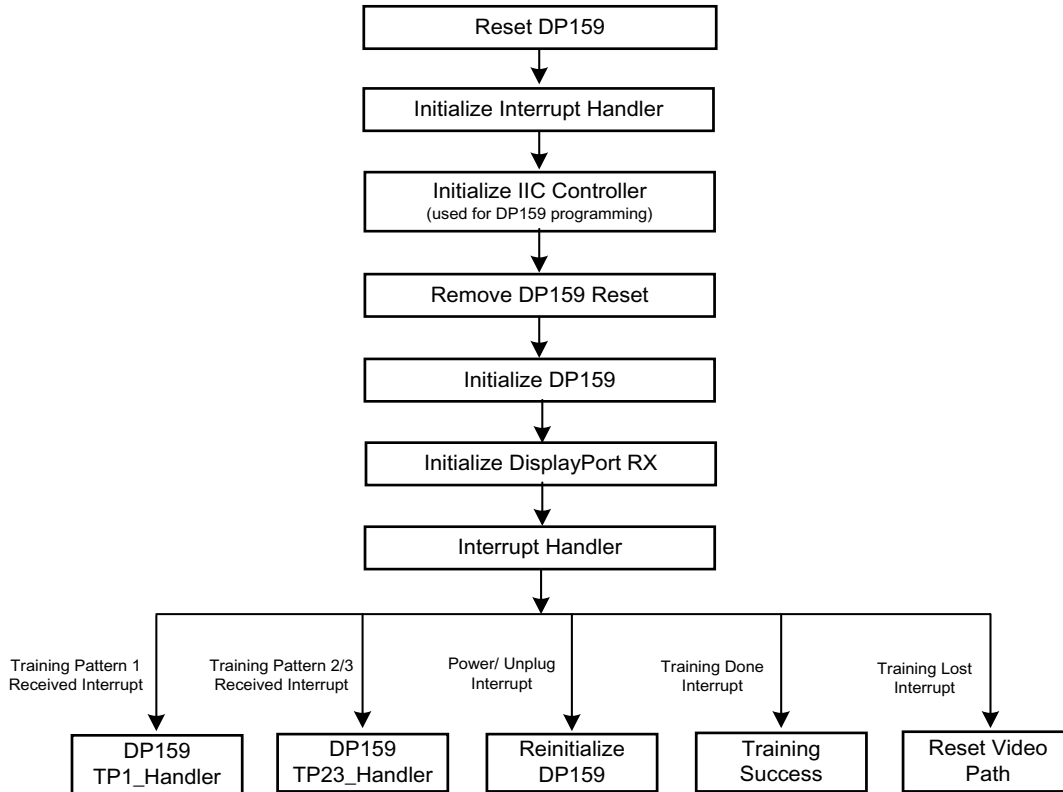 Reset DP159
Initialize Interrupt Handler
Initialize IIC Controller
(used for DP159 programming)
Remove DP159 Reset
Initialize DP159
Initialize DisplayPort RX
Interrupt Handler
Training Pattern 1
Received Interrupt
Training Pattern 2/3
Received Interrupt
Power/ Unplug
Interrupt
Training Done
Interrupt
Training Lost
Interrupt
DP159
TP1_Handler
DP159
TP23_Handler
Reinitialize
DP159
Training
Success
Reset Video
Path